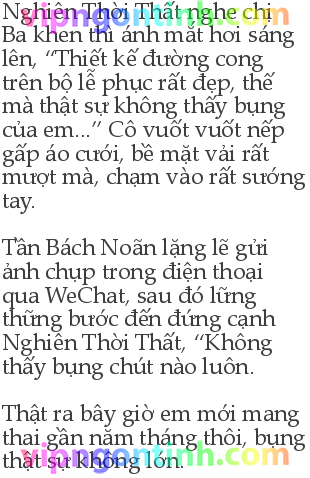 Nghiên Thời Thất nghe chị
Ba khen thì ánh mắt hơi sáng
lên, “Thiết kế đường cong
trên bộ lễ phục rất đẹp, thế
mà thật sự không thấy bụng
của em...” Cô vuốt vuốt nếp
gấp áo cưới, bề mặt vải rất
mượt mà, chạm vào rất sướng
tay.
Tần Bách Noãn lặng lẽ gửi
ảnh chụp trong điện thoại
qua WeChat, sau đó lững
thững bước đến đứng cạnh
Nghiên Thời Thất, “Không
thấy bụng chút nào luôn.
Thật ra bây giờ em mới mang
thai gần năm tháng thôi, bụng
thật sự không lớn.
vipngontinh.com
vipngontinh.com